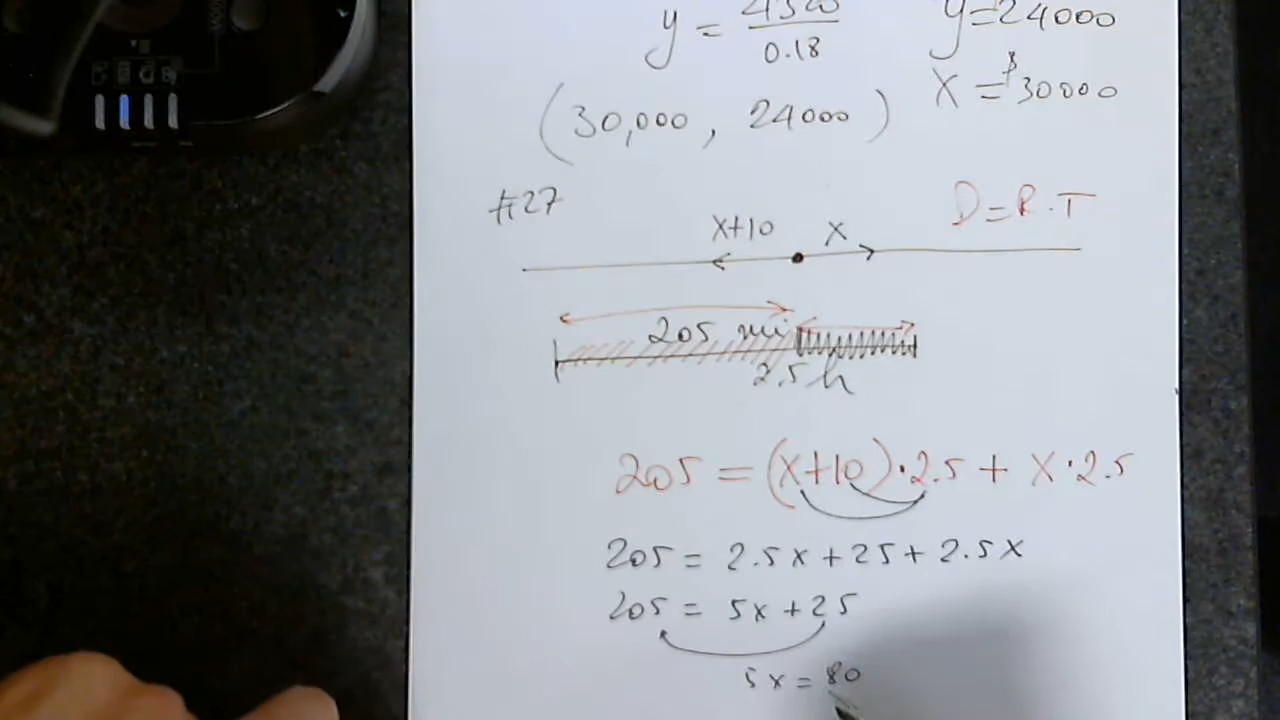 y = 4320 / 0.18
y=24000
x = $30000
(30,000 , 24000)
#27
D=R.T
x+10 x
205 mi
2.5 h
205 = (x+10)·2.5 + x·2.5
205 = 2.5x+25+2.5x
205 = 5x+25
5x = 80